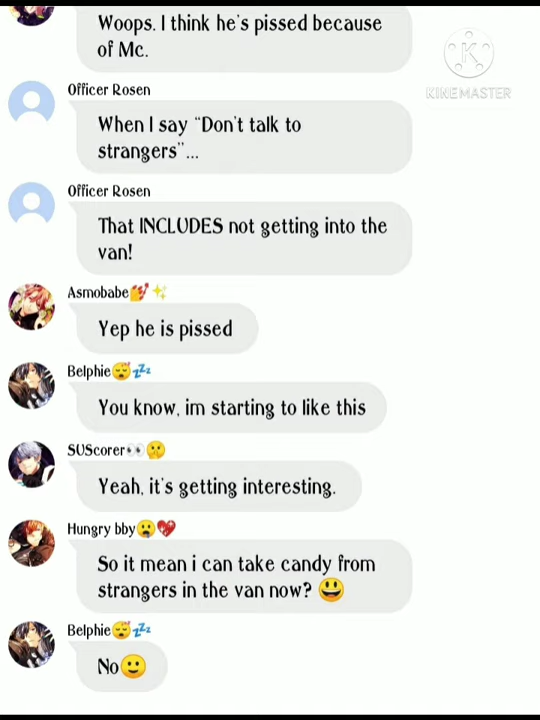 Woops. I think he's pissed because
of Mc.
K
KINEMASTER
Officer Rosen
When I say "Don't talk to
strangers"...
Officer Rosen
That INCLUDES not getting into the
van!
Asmobabe💅✨
Yep he is pissed
Belphie😴💤
You know, im starting to like this
SUScorer👀🤫
Yeah, it's getting interesting.
Hungry bby😮💖
So it mean i can take candy from
strangers in the van now? 😃
Belphie😴💤
No🙂